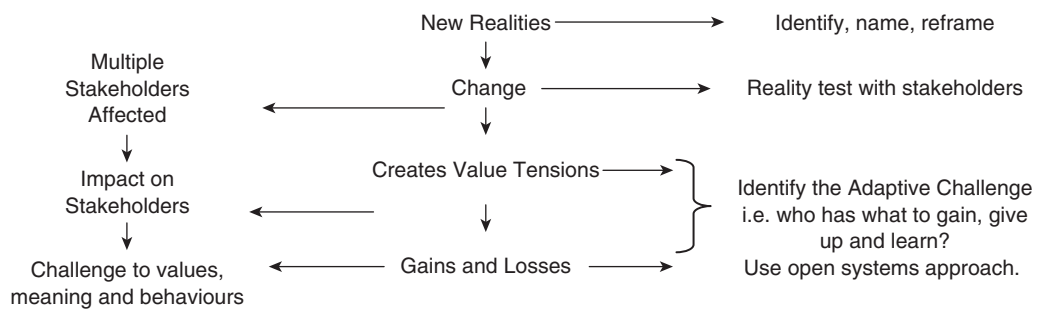 New Realities
Identify, name, reframe
Multiple
Stakeholders
Affected
Change
Reality test with stakeholders
Creates Value Tensions
Impact on
Stakeholders
Identify the Adaptive Challenge
i.e. who has what to gain, give
up and learn?
Use open systems approach.
Gains and Losses
Challenge to values,
meaning and behaviours